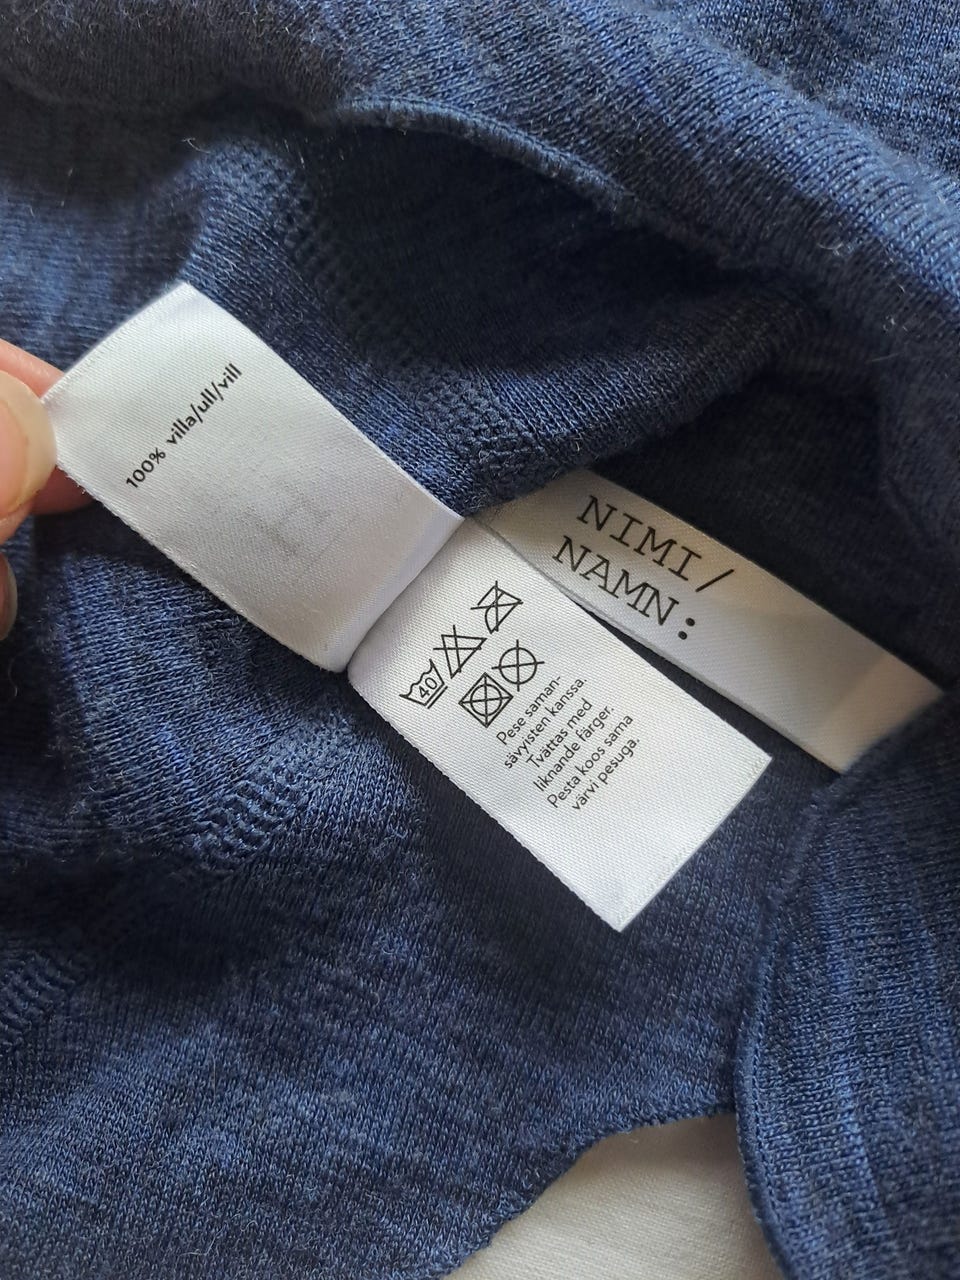 100% villa/ull/vill
NIMI/
NAMN:
40
Pese saman-
sävyisten kanssa.
Tvättas med
liknande färger.
Pesta koos sama
värvi pesuga.